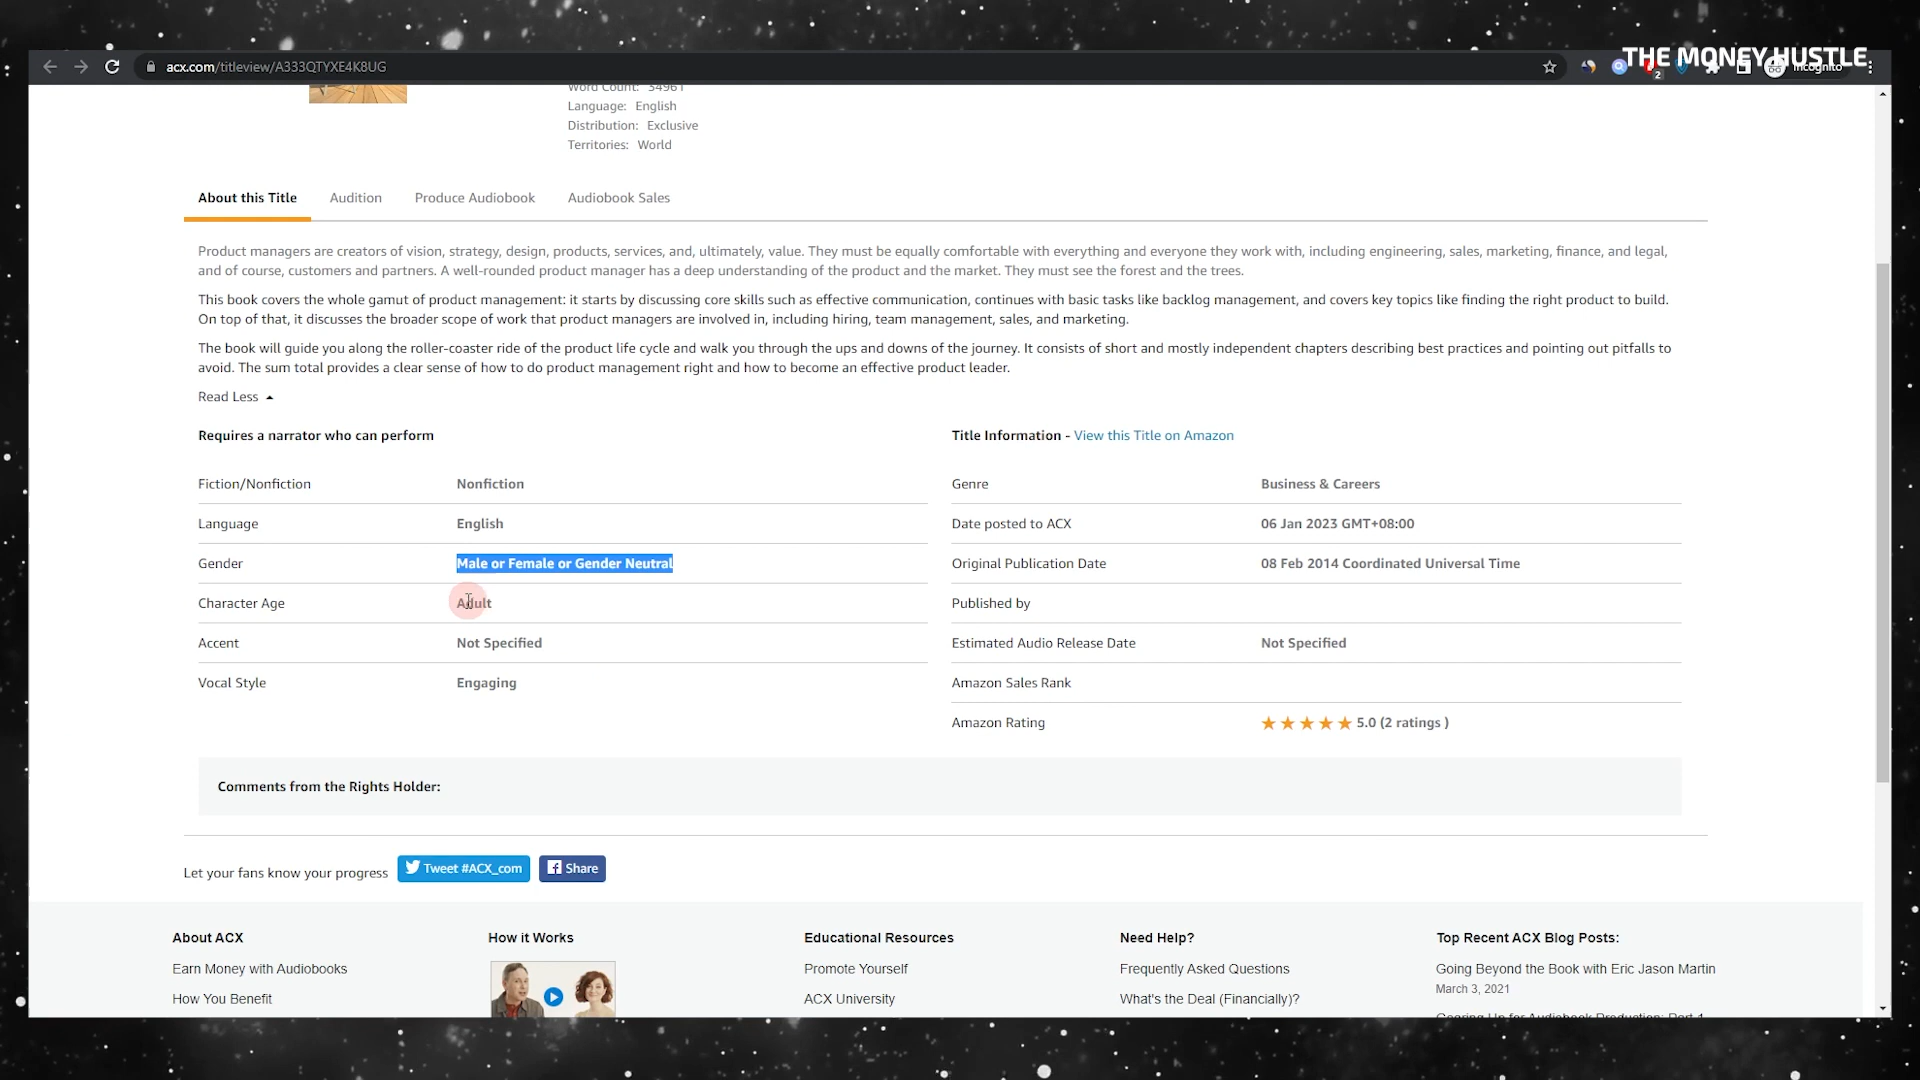 THE MONEY HUSTLE
acx.com/titleview/A333QTYXE4K8UG
2
Incognito
Word Count: 34961
Language: English
Distribution: Exclusive
Territories: World
About this Title Audition Produce Audiobook Audiobook Sales
Product managers are creators of vision, strategy, design, products, services, and, ultimately, value. They must be equally comfortable with everything and everyone they work with, including engineering, sales, marketing, finance, and legal,
and of course, customers and partners. A well-rounded product manager has a deep understanding of the product and the market. They must see the forest and the trees.
This book covers the whole gamut of product management: it starts by discussing core skills such as effective communication, continues with basic tasks like backlog management, and covers key topics like finding the right product to build.
On top of that, it discusses the broader scope of work that product managers are involved in, including hiring, team management, sales, and marketing.
The book will guide you along the roller-coaster ride of the product life cycle and walk you through the ups and downs of the journey. It consists of short and mostly independent chapters describing best practices and pointing out pitfalls to
avoid. The sum total provides a clear sense of how to do product management right and how to become an effective product leader.
Read Less
Requires a narrator who can perform
Fiction/Nonfiction Nonfiction
Language English
Gender Male or Female or Gender Neutral
Character Age Adult
Accent Not Specified
Vocal Style Engaging
Title Information - View this Title on Amazon
Genre Business & Careers
Date posted to ACX 06 Jan 2023 GMT+08:00
Original Publication Date 08 Feb 2014 Coordinated Universal Time
Published by
Estimated Audio Release Date Not Specified
Amazon Sales Rank
Amazon Rating 5.0 (2 ratings )
Comments from the Rights Holder:
Let your fans know your progress Tweet #ACX_com Share
About ACX
Earn Money with Audiobooks
How You Benefit
How it Works
Educational Resources
Promote Yourself
ACX University
Need Help?
Frequently Asked Questions
What's the Deal (Financially)?
Top Recent ACX Blog Posts:
Going Beyond the Book with Eric Jason Martin
March 3, 2021
Gearing Up for Audiobook Production: Part 1